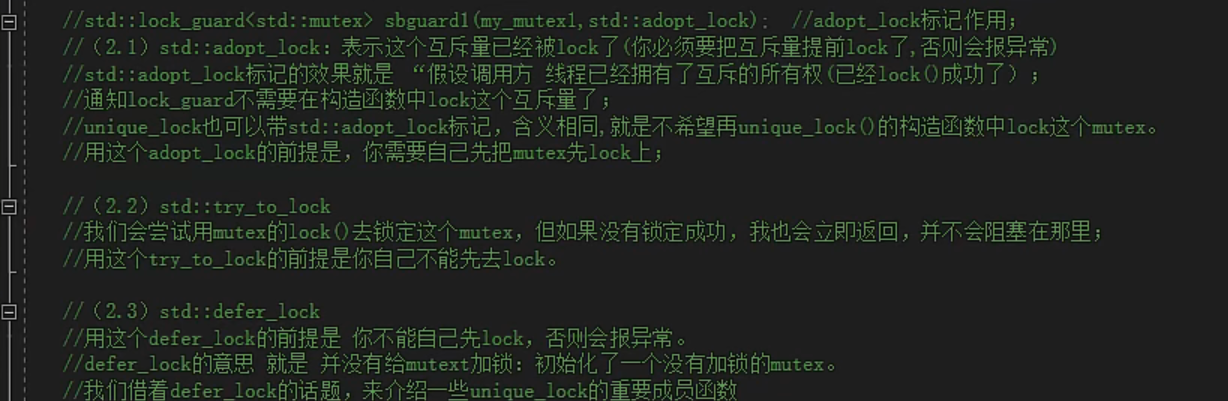 //std::lock_guard<std::mutex> sbguard1(my_mutex1,std::adopt_lock);  //adopt_lock标记作用；
//（2.1）std::adopt_lock：表示这个互斥量已经被lock了(你必须要把互斥量提前lock了,否则会报异常)
//std::adopt_lock标记的效果就是 “假设调用方 线程已经拥有了互斥的所有权(已经lock()成功了）；
//通知lock_guard不需要在构造函数中lock这个互斥量了；
//unique_lock也可以带std::adopt_lock标记，含义相同,就是不希望再unique_lock()的构造函数中lock这个mutex。
//用这个adopt_lock的前提是，你需要自己先把mutex先lock上；
//（2.2）std::try_to_lock
//我们会尝试用mutex的lock()去锁定这个mutex，但如果没有锁定成功，我也会立即返回，并不会阻塞在那里；
//用这个try_to_lock的前提是你自己不能先去lock。
//（2.3）std::defer_lock
//用这个defer_lock的前提是 你不能自己先lock，否则会报异常。
//defer_lock的意思 就是 并没有给mutext加锁：初始化了一个没有加锁的mutex。
//我们借着defer_lock的话题，来介绍一些unique_lock的重要成员函数